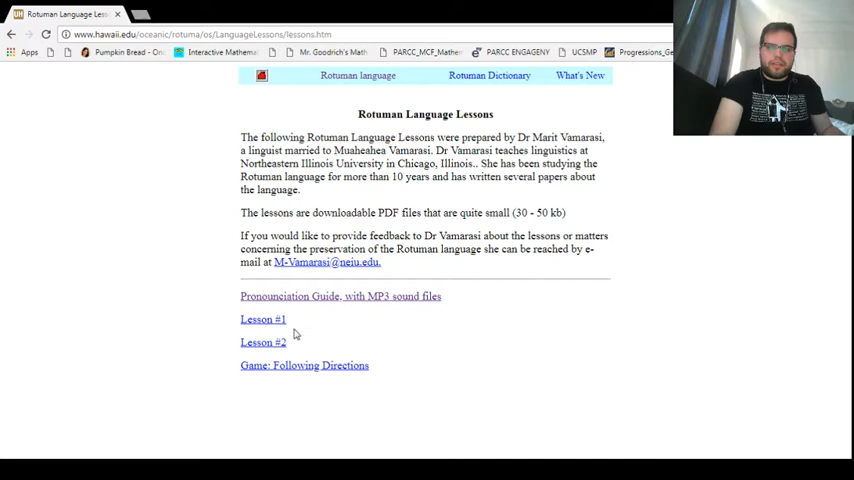 Rotuman Language Less
www.hawaii.edu/oceanic/rotuma/os/LanguageLessons/lessons.htm
Apps Pumpkin Bread - On Interactive Mathema Mr. Goodrich's Math PARCC_MCF_Mathem PARCC ENGAGENY UCSMP Progressions_Ge
Rotuman language Rotuman Dictionary What's New
Rotuman Language Lessons
The following Rotuman Language Lessons were prepared by Dr Marit Vamarasi,
a linguist married to Muaheahea Vamarasi. Dr Vamarasi teaches linguistics at
Northeastern Illinois University in Chicago, Illinois.. She has been studying the
Rotuman language for more than 10 years and has written several papers about
the language.
The lessons are downloadable PDF files that are quite small (30 - 50 kb)
If you would like to provide feedback to Dr Vamarasi about the lessons or matters
concerning the preservation of the Rotuman language she can be reached by e-
mail at M-Vamarasi@neiu.edu.
Pronounciation Guide, with MP3 sound files
Lesson #1
Lesson #2
Game: Following Directions